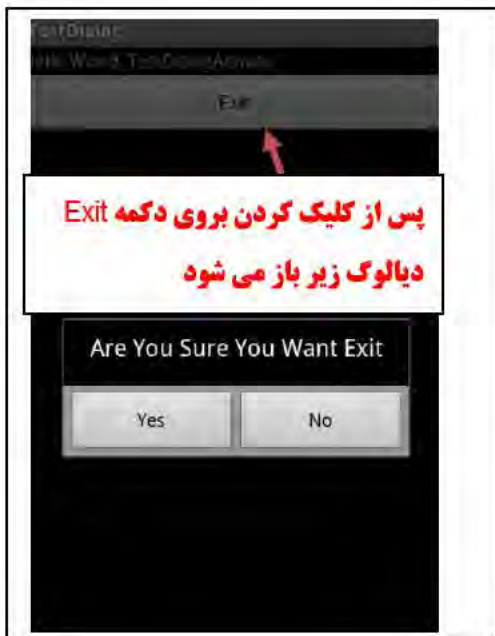 TestDialog
Exit
پس از کلیک کردن بروی دکمه Exit
دیالوگ زیر باز می شود
Are You Sure You Want Exit
Yes
No